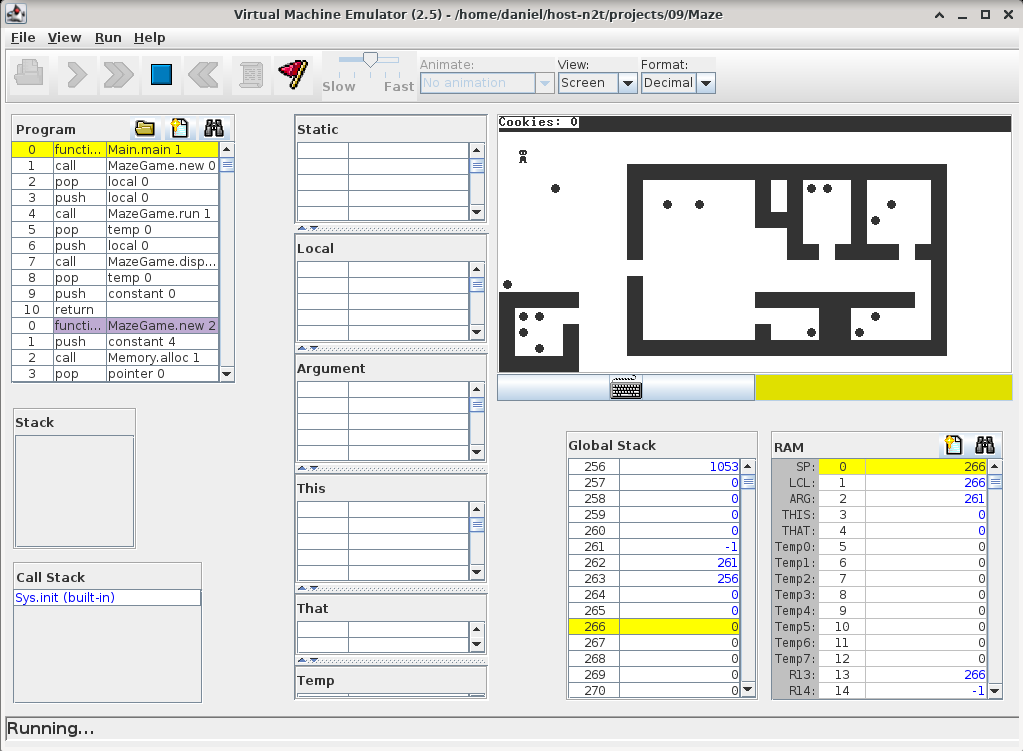 Virtual Machine Emulator (2.5) - /home/daniel/host-n2t/projects/09/Maze
File View Run Help
Animate: View: Format:
Slow Fast No animation Screen Decimal
Program
0 functi... Main.main 1
1 call MazeGame.new 0
2 pop local 0
3 push local 0
4 call MazeGame.run 1
5 pop temp 0
6 push local 0
7 call MazeGame.disp...
8 pop temp 0
9 push constant 0
10 return
0 functi... MazeGame.new 2
1 push constant 4
2 call Memory.alloc 1
3 pop pointer 0
Stack
Call Stack
Sys.init (built-in)
Static
Local
Argument
This
That
Temp
Cookies: 0
Global Stack
256 1053
257 0
258 0
259 0
260 0
261 -1
262 261
263 256
264 0
265 0
266 0
267 0
268 0
269 0
270 0
RAM
SP: 0 266
LCL: 1 266
ARG: 2 261
THIS: 3 0
THAT: 4 0
Temp0: 5 0
Temp1: 6 0
Temp2: 7 0
Temp3: 8 0
Temp4: 9 0
Temp5: 10 0
Temp6: 11 0
Temp7: 12 0
R13: 13 266
R14: 14 -1
Running...